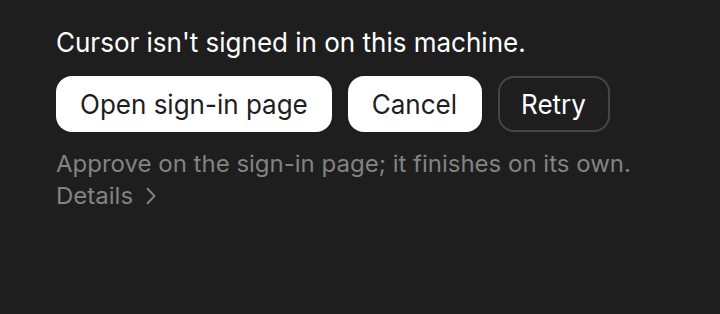 Cursor isn't signed in on this machine.
Open sign-in page Cancel Retry
Approve on the sign-in page; it finishes on its own.
Details